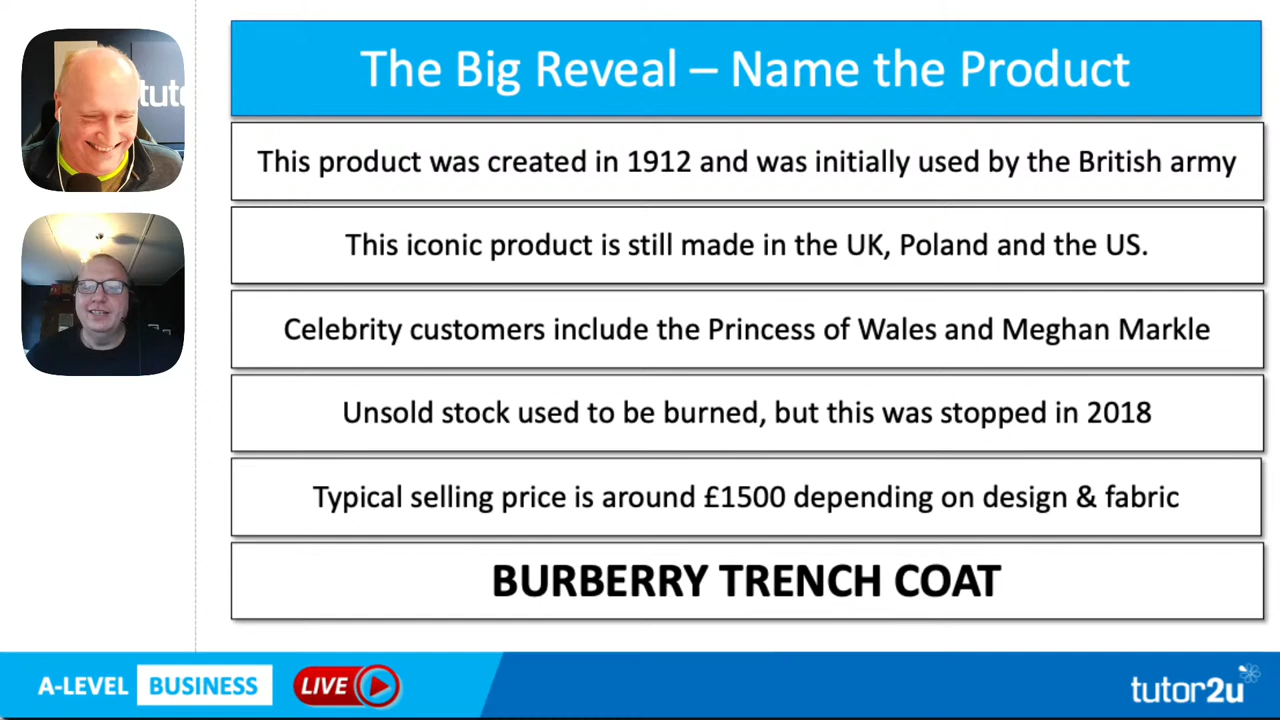 tuto
The Big Reveal – Name the Product
This product was created in 1912 and was initially used by the British army
This iconic product is still made in the UK, Poland and the US.
Celebrity customers include the Princess of Wales and Meghan Markle
Unsold stock used to be burned, but this was stopped in 2018
Typical selling price is around £1500 depending on design & fabric
BURBERRY TRENCH COAT
A-LEVEL BUSINESS LIVE
tutor2u